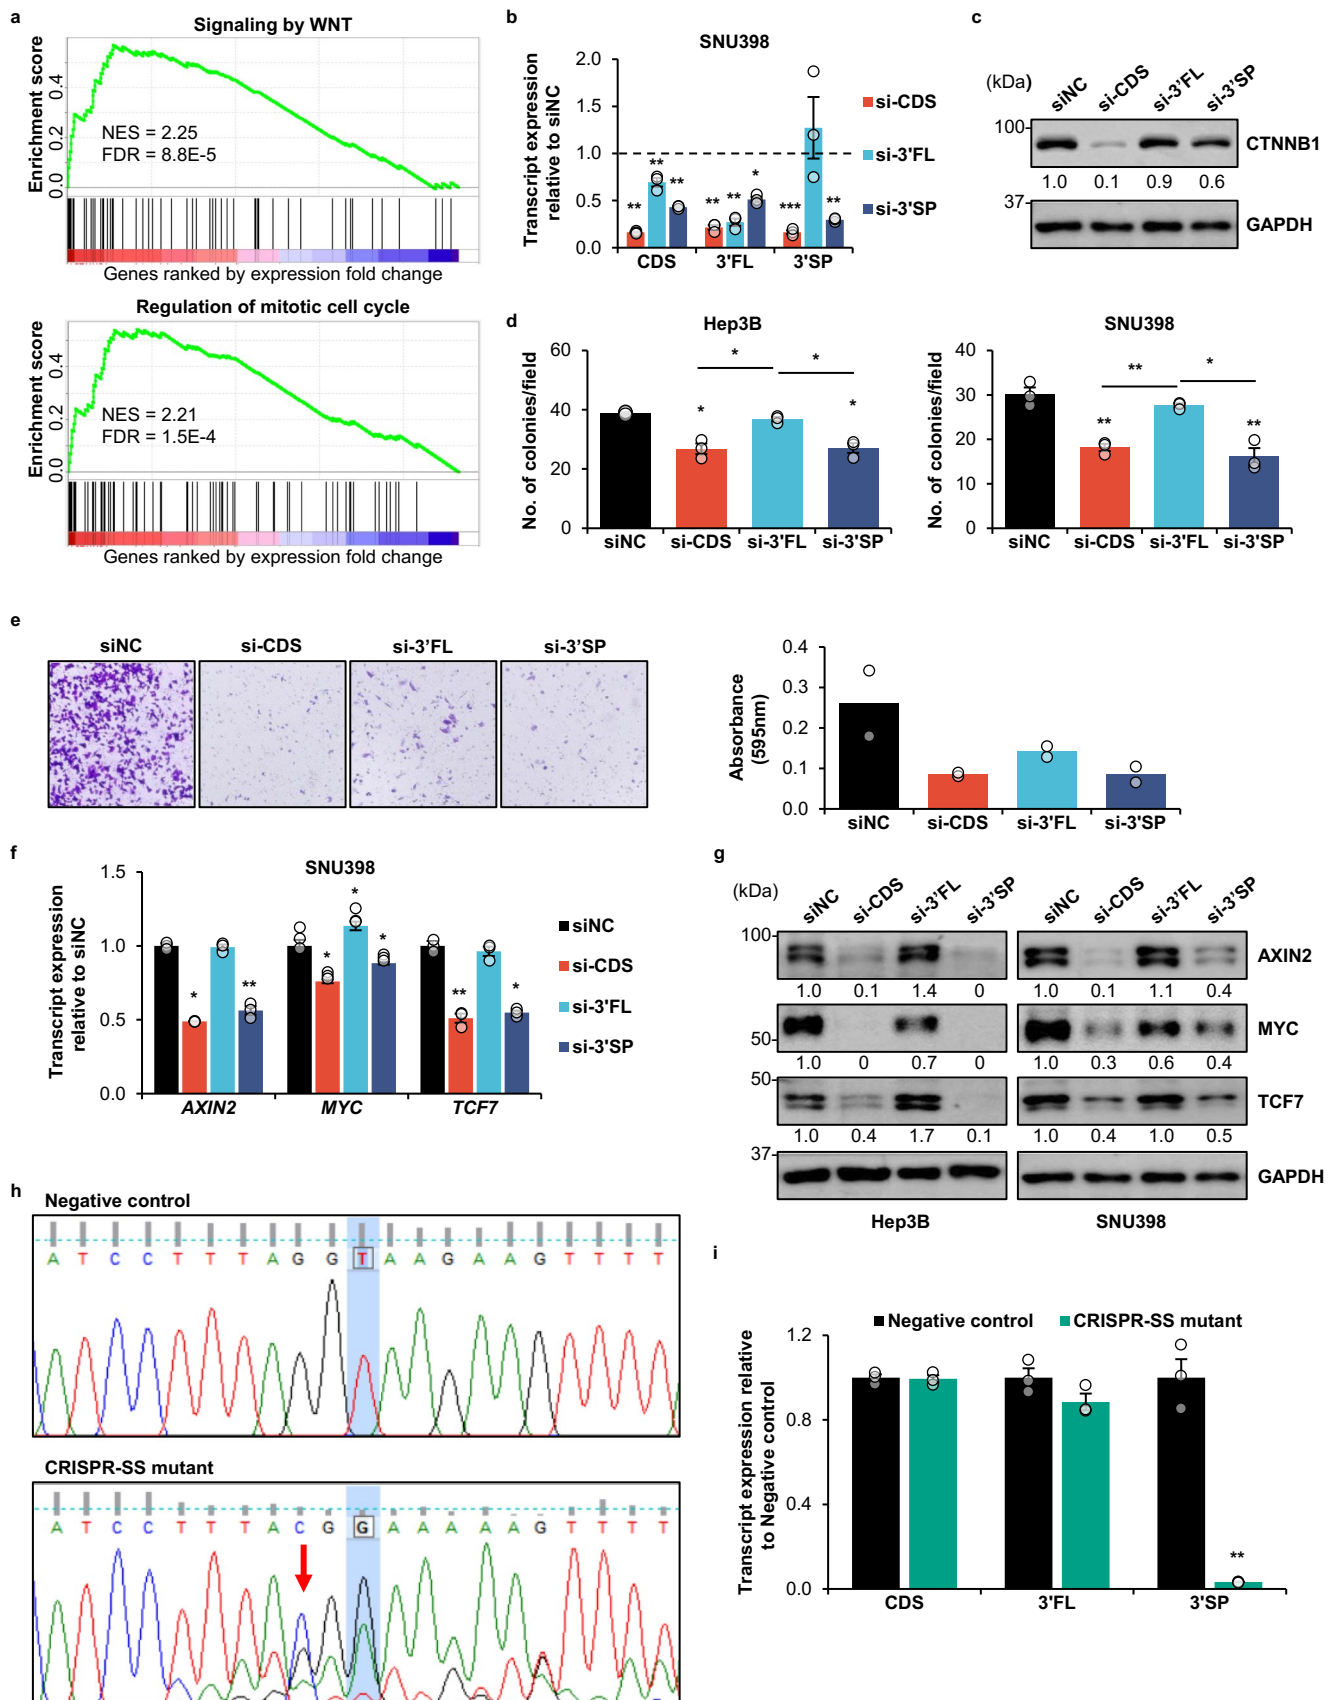 a
Signaling by WNT
Enrichment score
0.4
0.2
0.0
NES = 2.25
FDR = 8.8E-5
Genes ranked by expression fold change
Regulation of mitotic cell cycle
Enrichment score
0.4
0.2
0.0
NES = 2.21
FDR = 1.5E-4
Genes ranked by expression fold change
b
SNU398
Transcript expression
relative to siNC
2.0
1.5
1.0
0.5
0.0
** ** ** ** ** * *** **
CDS 3'FL 3'SP
si-CDS
si-3'FL
si-3'SP
c
(kDa) siNC si-CDS si-3'FL si-3'SP
100
CTNNB1
1.0 0.1 0.9 0.6
37
GAPDH
d
Hep3B
No. of colonies/field
60
40
20
0
* *
* *
siNC si-CDS si-3'FL si-3'SP
SNU398
No. of colonies/field
40
30
20
10
0
** *
** **
siNC si-CDS si-3'FL si-3'SP
e
siNC si-CDS si-3'FL si-3'SP
Absorbance
(595nm)
0.4
0.3
0.2
0.1
0.0
siNC si-CDS si-3'FL si-3'SP
f
SNU398
Transcript expression
relative to siNC
1.5
1.0
0.5
0.0
* ** * * * ** *
AXIN2 MYC TCF7
siNC
si-CDS
si-3'FL
si-3'SP
g
(kDa) siNC si-CDS si-3'FL si-3'SP siNC si-CDS si-3'FL si-3'SP
100
AXIN2
1.0 0.1 1.4 0 1.0 0.1 1.1 0.4
50
MYC
1.0 0 0.7 0 1.0 0.3 0.6 0.4
50
TCF7
1.0 0.4 1.7 0.1 1.0 0.4 1.0 0.5
37
GAPDH
Hep3B SNU398
h
Negative control
A T C C T T T A G G T A A G A A G T T T T
CRISPR-SS mutant
A T C C T T T A C G G A A A A A G T T T T
i
Negative control CRISPR-SS mutant
Transcript expression relative
to Negative control
1.2
0.8
0.4
0.0
**
CDS 3'FL 3'SP